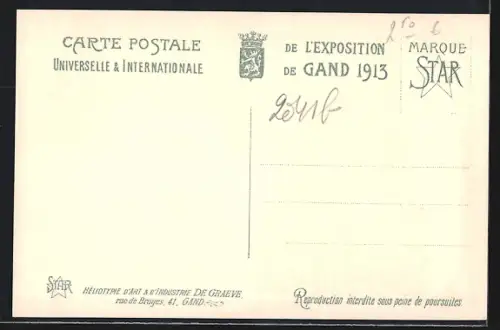 CARTE POSTALE
UNIVERSELLE & INTERNATIONALE
DE L'EXPOSITION
DE GAND 1913
MARQUE
STAR
2041b
STAR
HÉLIOTYPIE D'ART & D'INDUSTRIE DE GRAEVE
rue de Bruges, 41, GAND
Reproduction interdite sous peine de poursuites